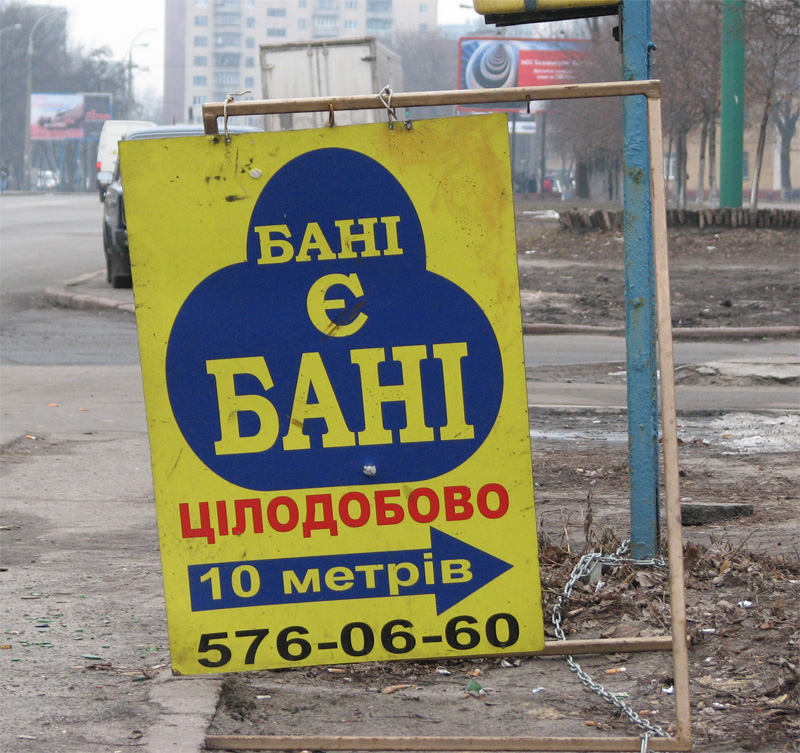 БАНІ
Є
БАНІ
ЦІЛОДОБОВО
10 метрів
576-06-60